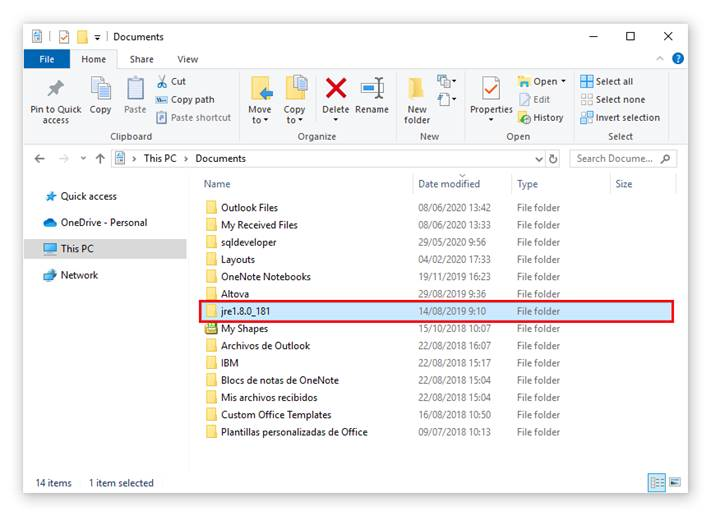 Documents
File Home Share View
Pin to Quick access
Copy
Paste
Cut
Copy path
Paste shortcut
Clipboard
Move to
Copy to
Delete
Rename
Organize
New folder
New
Properties
Open
Edit
History
Open
Select all
Select none
Invert selection
Select
This PC > Documents
Search Docume...
Quick access
OneDrive - Personal
This PC
Network
Name Date modified Type Size
Outlook Files 08/06/2020 13:42 File folder
My Received Files 08/06/2020 13:33 File folder
sqldeveloper 29/05/2020 9:56 File folder
Layouts 04/02/2020 17:33 File folder
OneNote Notebooks 19/11/2019 16:23 File folder
Altova 29/08/2019 9:36 File folder
jre1.8.0_181 14/08/2019 9:10 File folder
My Shapes 15/10/2018 10:07 File folder
Archivos de Outlook 22/08/2018 16:07 File folder
IBM 22/08/2018 15:17 File folder
Blocs de notas de OneNote 22/08/2018 15:04 File folder
Mis archivos recibidos 22/08/2018 15:04 File folder
Custom Office Templates 16/08/2018 10:50 File folder
Plantillas personalizadas de Office 09/07/2018 10:13 File folder
14 items 1 item selected